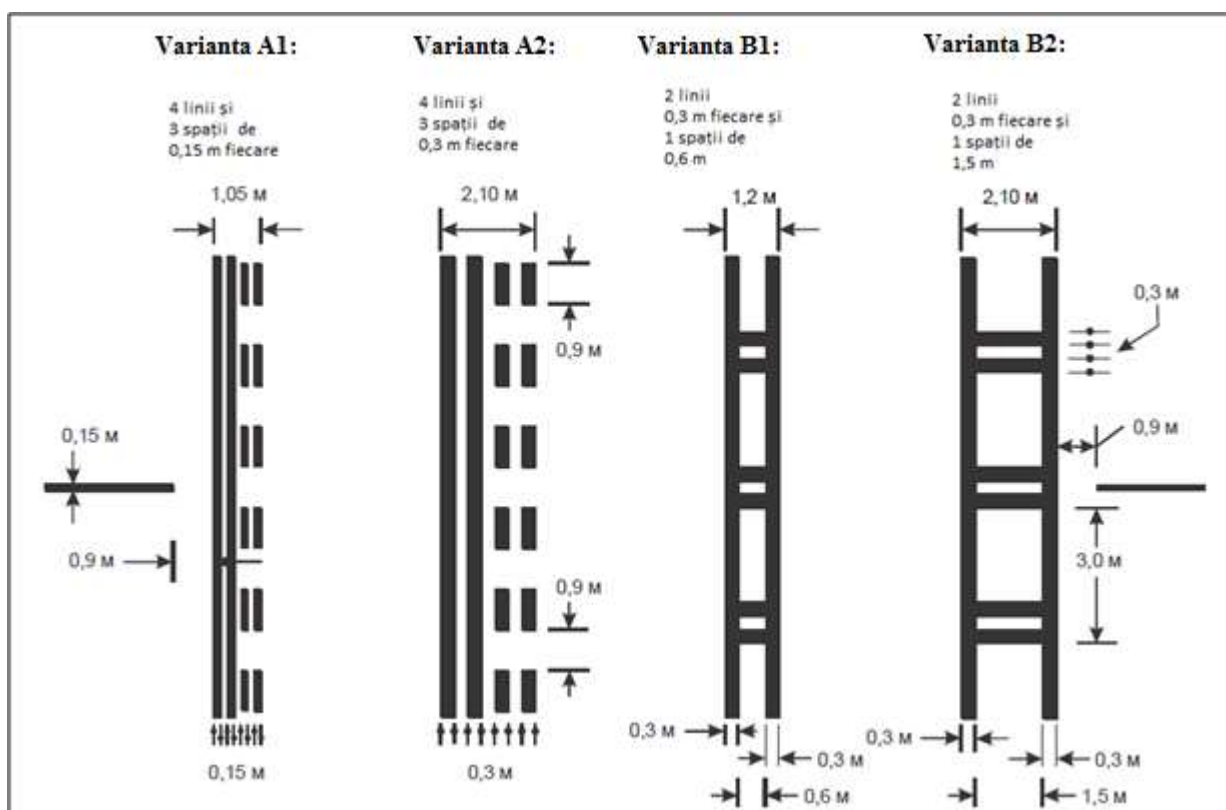 Varianta A1:
Varianta A2:
Varianta B1:
Varianta B2:
4 linii și
3 spații de
0,15 m fiecare
4 linii și
3 spații de
0,3 m fiecare
2 linii
0,3 m fiecare și
1 spații de
0,6 m
2 linii
0,3 m fiecare și
1 spații de
1,5 m
1,05 м
2,10 м
1,2 м
2,10 м
0,3 м
0,9 м
0,15 м
0,9 м
0,9 м
0,9 м
3,0 м
0,15 м
0,3 м
0,3 м
0,3 м
0,6 м
0,3 м
0,3 м
1,5 м